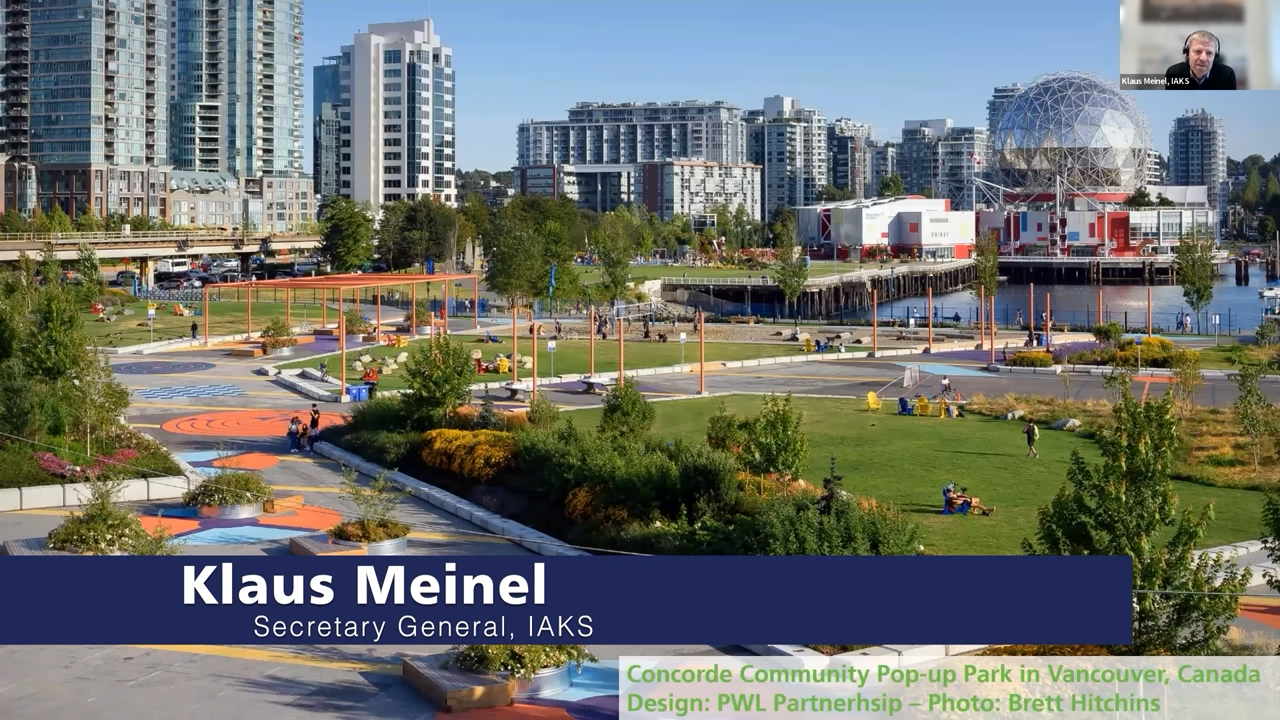 Klaus Meinel, IAKS
Klaus Meinel
Secretary General, IAKS
Concorde Community Pop-up Park in Vancouver, Canada
Design: PWL Partnerhsip – Photo: Brett Hitchins